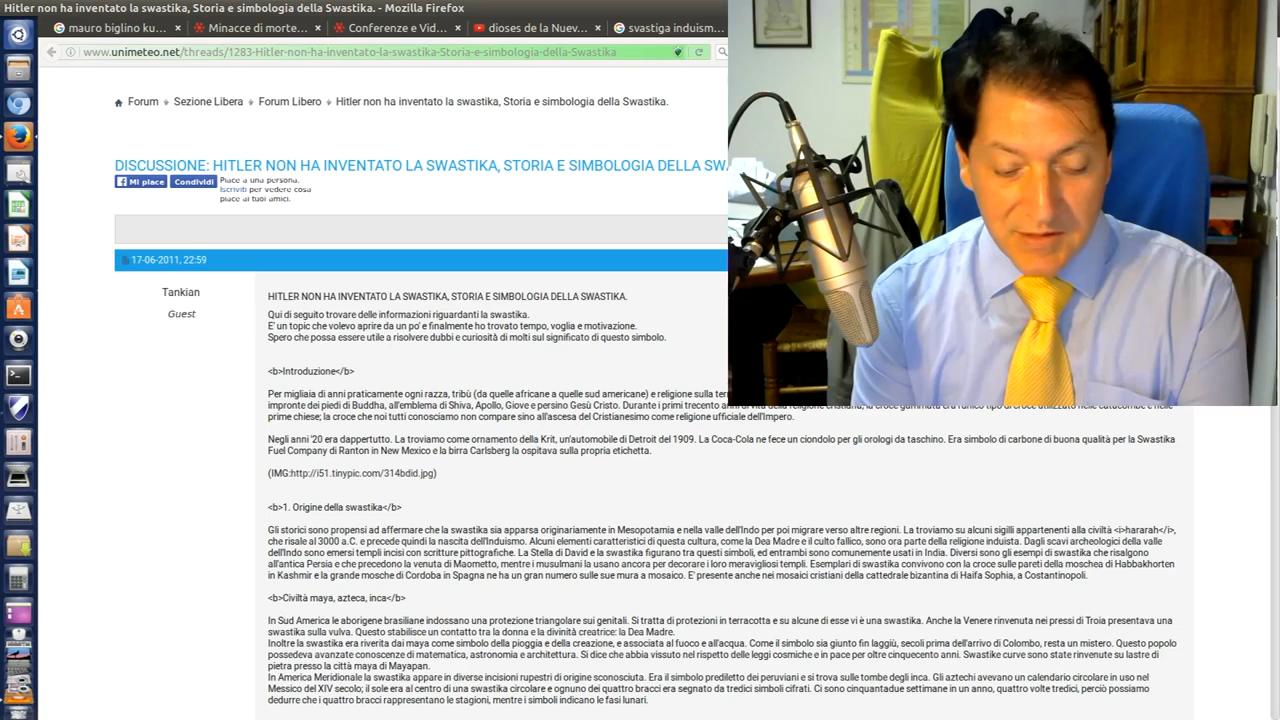 Hitler non ha inventato la swastika, Storia e simbologia della Swastika. - Mozilla Firefox
mauro biglino ku... ×
Minacce di morte... ×
Conferenze e Vid... ×
dioses de la Nuev... ×
svastiga induism...
www.unimeteo.net/threads/1283-Hitler-non-ha-inventato-la-swastika-Storia-e-simbologia-della-Swastika
Forum Sezione Libera Forum Libero Hitler non ha inventato la swastika, Storia e simbologia della Swastika.
DISCUSSIONE: HITLER NON HA INVENTATO LA SWASTIKA, STORIA E SIMBOLOGIA DELLA SW
Mi piace Condividi Piace a una persona.
Iscriviti per vedere cosa
piace ai tuoi amici.
17-06-2011, 22:59
Tankian
Guest
HITLER NON HA INVENTATO LA SWASTIKA, STORIA E SIMBOLOGIA DELLA SWASTIKA.
Qui di seguito trovare delle informazioni riguardanti la swastika.
E' un topic che volevo aprire da un po' e finalmente ho trovato tempo, voglia e motivazione.
Spero che possa essere utile a risolvere dubbi e curiosità di molti sul significato di questo simbolo.
<b>Introduzione</b>
Per migliaia di anni praticamente ogni razza, tribù (da quelle africane a quelle sud americane) e religione sulla ter
impronte dei piedi di Buddha, all'emblema di Shiva, Apollo, Giove e persino Gesù Cristo. Durante i primi trecento anni di vita della religione cristiana, la croce gammata era l'unico tipo di croce utilizzato nelle catacombe e nelle
prime chiese; la croce che noi tutti conosciamo non compare sino all'ascesa del Cristianesimo come religione ufficiale dell'Impero.
Negli anni '20 era dappertutto. La troviamo come ornamento della Krit, un'automobile di Detroit del 1909. La Coca-Cola ne fece un ciondolo per gli orologi da taschino. Era simbolo di carbone di buona qualità per la Swastika
Fuel Company di Ranton in New Mexico e la birra Carlsberg la ospitava sulla propria etichetta.
(IMG:http://i51.tinypic.com/314bdid.jpg)
<b>1. Origine della swastika</b>
Gli storici sono propensi ad affermare che la swastika sia apparsa originariamente in Mesopotamia e nella valle dell'Indo per poi migrare verso altre regioni. La troviamo su alcuni sigilli appartenenti alla civiltà <i>hararah</i>,
che risale al 3000 a.C. e precede quindi la nascita dell'Induismo. Alcuni elementi caratteristici di questa cultura, come la Dea Madre e il culto fallico, sono ora parte della religione induista. Dagli scavi archeologici della valle
dell'Indo sono emersi templi incisi con scritture pittografiche. La Stella di David e la swastika figurano tra questi simboli, ed entrambi sono comunemente usati in India. Diversi sono gli esempi di swastika che risalgono
all'antica Persia e che precedono la venuta di Maometto, mentre i musulmani la usano ancora per decorare i loro meravigliosi templi. Esemplari di swastika convivono con la croce sulle pareti della moschea di Habbakhorten
in Kashmir e la grande mosche di Cordoba in Spagna ne ha un gran numero sulle sue mura a mosaico. E' presente anche nei mosaici cristiani della cattedrale bizantina di Haifa Sophia, a Costantinopoli.
<b>Civiltà maya, azteca, inca</b>
In Sud America le aborigene brasiliane indossano una protezione triangolare sui genitali. Si tratta di protezioni in terracotta e su alcune di esse vi è una swastika. Anche la Venere rinvenuta nei pressi di Troia presentava una
swastika sulla vulva. Questo stabilisce un contatto tra la donna e la divinità creatrice: la Dea Madre.
Inoltre la swastika era riverita dai maya come simbolo della pioggia e della creazione, e associata al fuoco e all'acqua. Come il simbolo sia giunto fin laggiù, secoli prima dell'arrivo di Colombo, resta un mistero. Questo popolo
possedeva avanzate conoscenze di matematica, astronomia e architettura. Si dice che abbia vissuto nel rispetto delle leggi cosmiche e in pace per oltre cinquecento anni. Swastike curve sono state rinvenute su lastre di
pietra presso la città maya di Mayapan.
In America Meridionale la swastika appare in diverse incisioni rupestri di origine sconosciuta. Era il simbolo prediletto dei peruviani e si trova sulle tombe degli inca. Gli aztechi avevano un calendario circolare in uso nel
Messico del XIV secolo; il sole era al centro di una swastika circolare e ognuno dei quattro bracci era segnato da tredici simboli cifrati. Ci sono cinquantadue settimane in un anno, quattro volte tredici, perciò possiamo
dedurre che i quattro bracci rappresentano le stagioni, mentre i simboli indicano le fasi lunari.